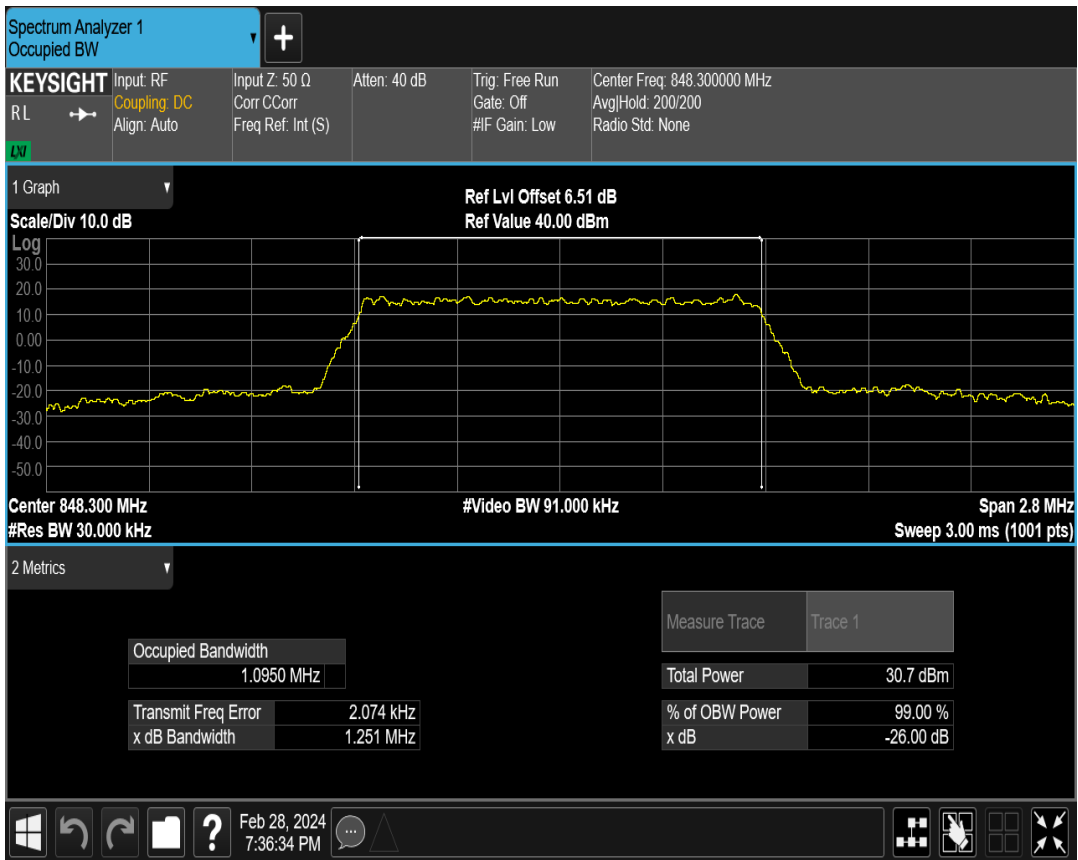 Spectrum Analyzer 1
Occupied BW
KEYSIGHT
RL
LXI
Input: RF
Coupling: DC
Align: Auto
Input Z: 50 Ω
Corr CCorr
Freq Ref: Int (S)
Atten: 40 dB
Trig: Free Run
Gate: Off
#IF Gain: Low
Center Freq: 848.300000 MHz
Avg|Hold: 200/200
Radio Std: None
1 Graph
Scale/Div 10.0 dB
Ref Lvl Offset 6.51 dB
Ref Value 40.00 dBm
Log
30.0
20.0
10.0
0.00
-10.0
-20.0
-30.0
-40.0
-50.0
Center 848.300 MHz
#Video BW 91.000 kHz
Span 2.8 MHz
#Res BW 30.000 kHz
Sweep 3.00 ms (1001 pts)
2 Metrics
Measure Trace Trace 1
Occupied Bandwidth
1.0950 MHz
Total Power 30.7 dBm
Transmit Freq Error 2.074 kHz
% of OBW Power 99.00 %
x dB Bandwidth 1.251 MHz
x dB -26.00 dB
?
Feb 28, 2024
7:36:34 PM